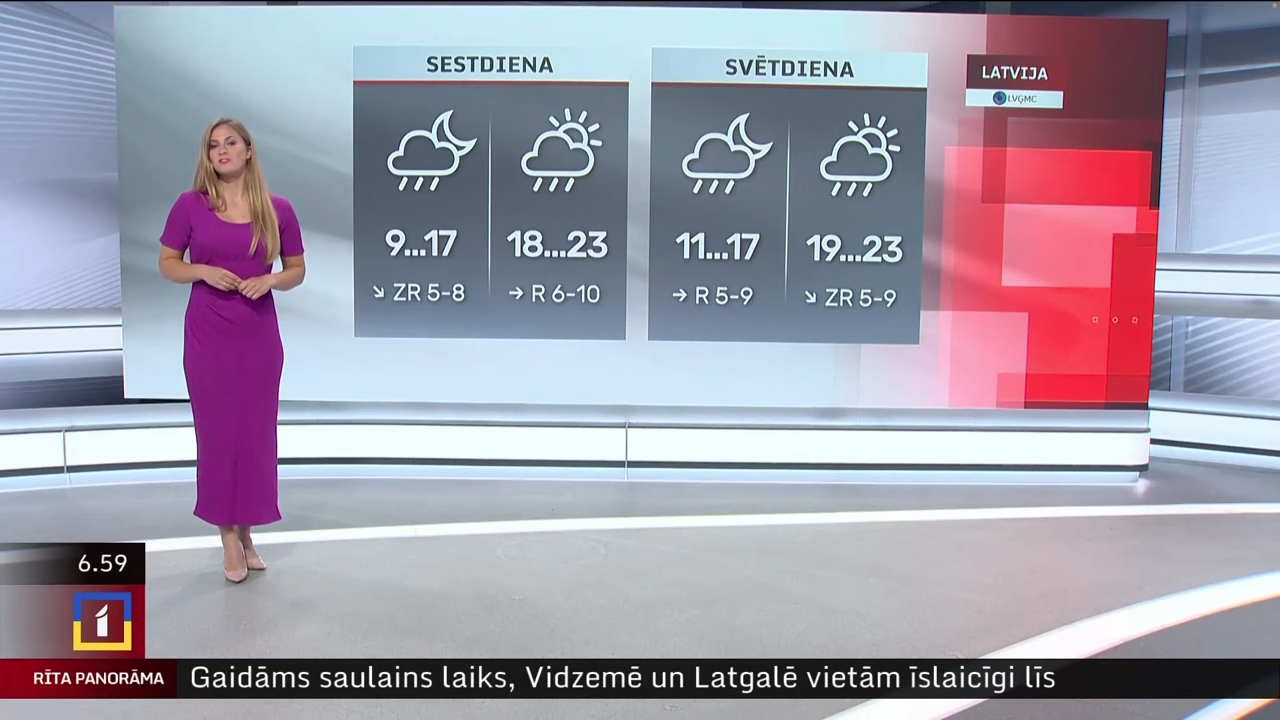 SESTDIENA
9...17
18...23
ZR 5-8
R 6-10
SVĒTDIENA
11...17
19...23
R 5-9
ZR 5-9
LATVIJA
LVĢMC
6.59
1
RĪTA PANORĀMA
Gaidāms saulains laiks, Vidzemē un Latgalē vietām īslaicīgi līs